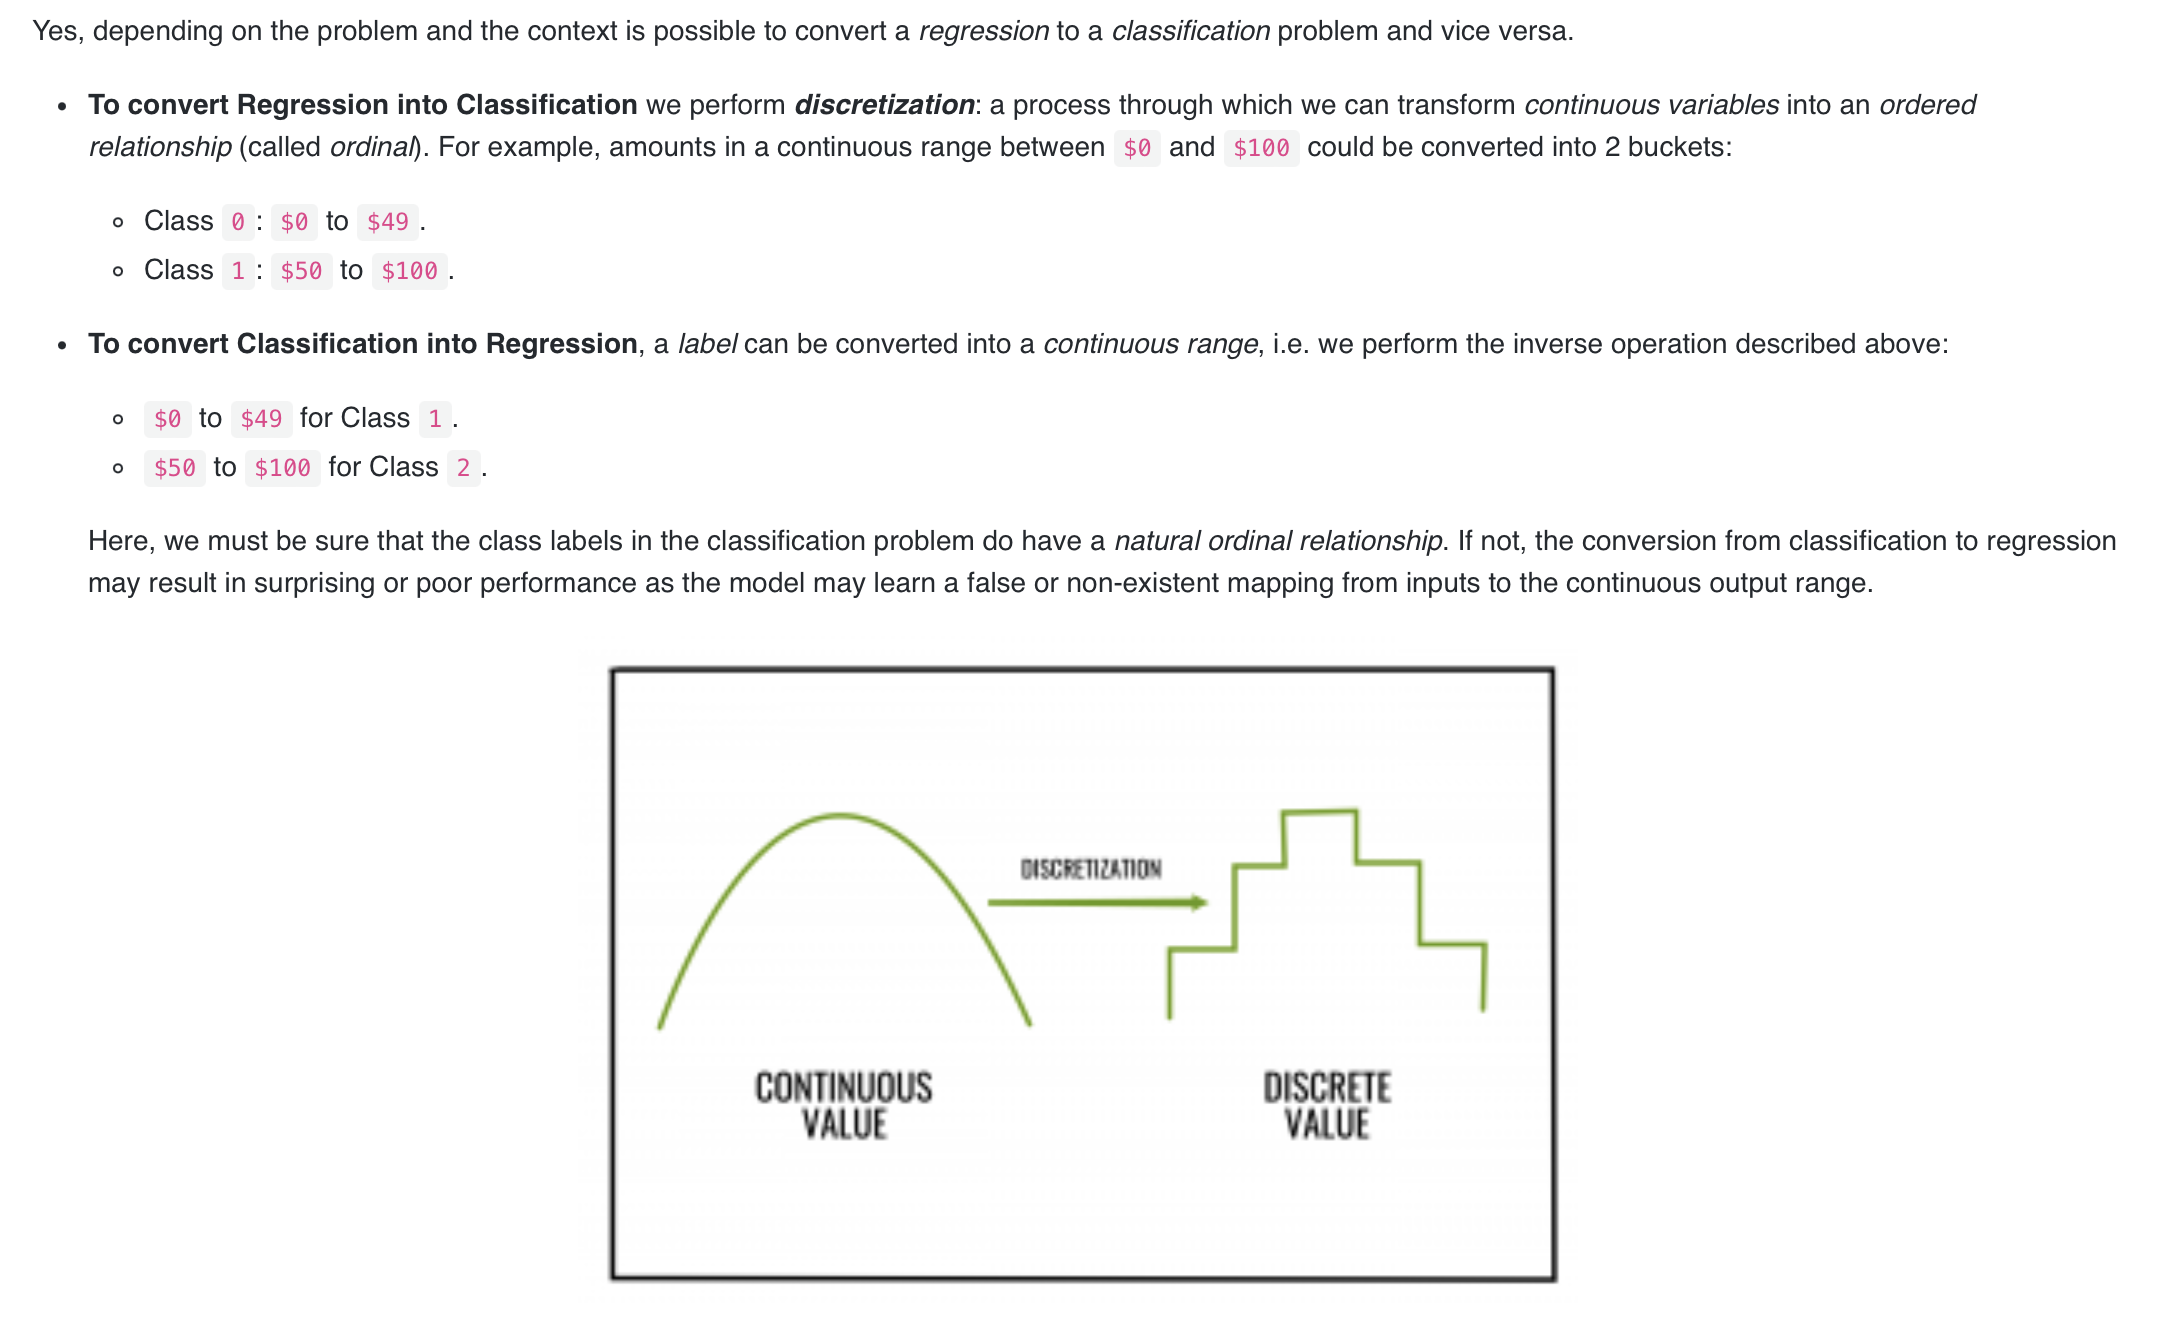 Yes, depending on the problem and the context is possible to convert a regression to a classification problem and vice versa.
• To convert Regression into Classification we perform discretization: a process through which we can transform continuous variables into an ordered
relationship (called ordinal). For example, amounts in a continuous range between $0 and $100 could be converted into 2 buckets:
◦ Class 0: $0 to $49.
◦ Class 1: $50 to $100.
• To convert Classification into Regression, a label can be converted into a continuous range, i.e. we perform the inverse operation described above:
◦ $0 to $49 for Class 1.
◦ $50 to $100 for Class 2.
Here, we must be sure that the class labels in the classification problem do have a natural ordinal relationship. If not, the conversion from classification to regression
may result in surprising or poor performance as the model may learn a false or non-existent mapping from inputs to the continuous output range.
DISCRETIZATION
CONTINUOUS
VALUE
DISCRETE
VALUE